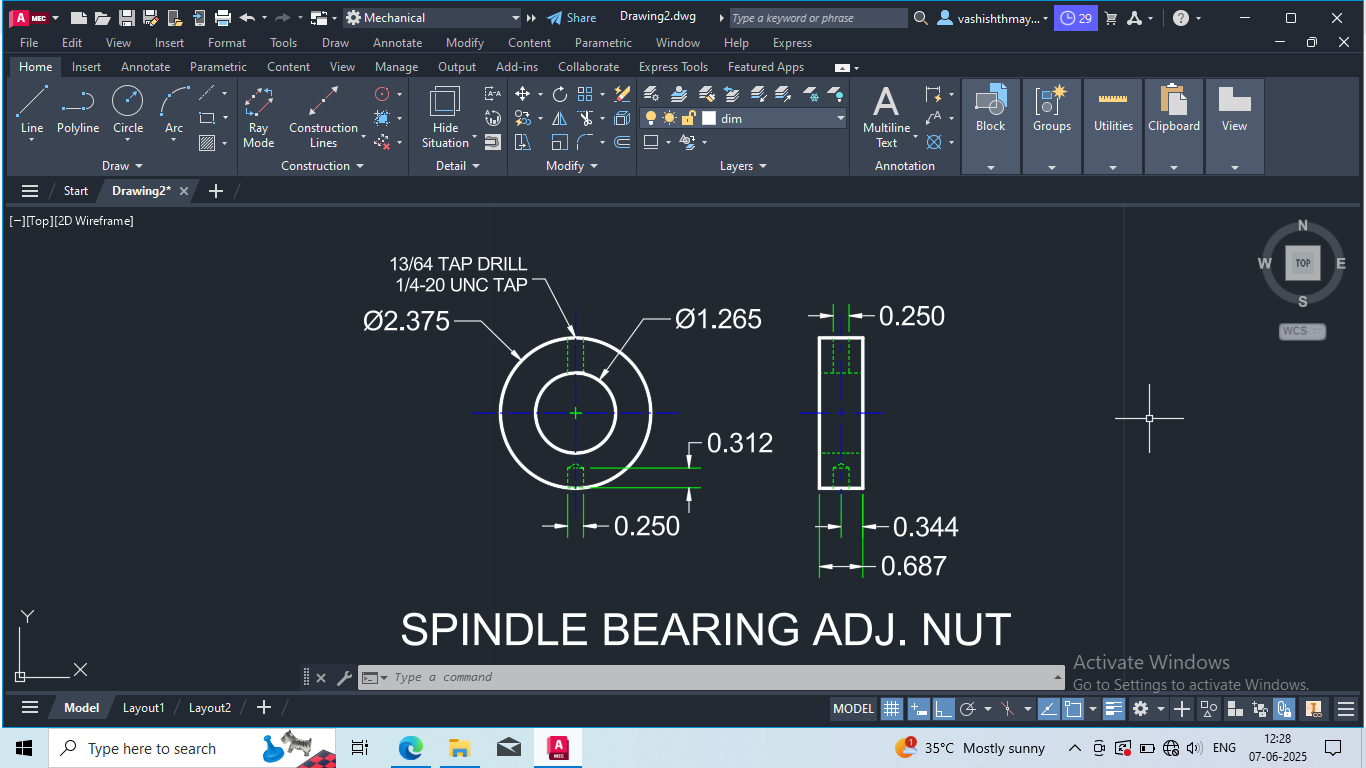 A MEC
Mechanical
Share
Drawing2.dwg
Type a keyword or phrase
vashishthmay...
29
File Edit View Insert Format Tools Draw Annotate Modify Content Parametric Window Help Express
Home Insert Annotate Parametric Content View Manage Output Add-ins Collaborate Express Tools Featured Apps
Line Polyline Circle Arc
Ray Mode
Construction Lines
Hide Situation
dim
Multiline Text
Block Groups Utilities Clipboard View
Draw Construction Detail Modify Layers Annotation
Start Drawing2*
[−][Top][2D Wireframe]
N
W TOP E
S
WCS
13/64 TAP DRILL
1/4-20 UNC TAP
Ø2.375
Ø1.265
0.250
0.312
0.250
0.344
0.687
SPINDLE BEARING ADJ. NUT
Y
X
Type a command
Activate Windows
Go to Settings to activate Windows.
Model Layout1 Layout2
MODEL
Type here to search
A MEC
1
35°C Mostly sunny
ENG
12:28
07-06-2025